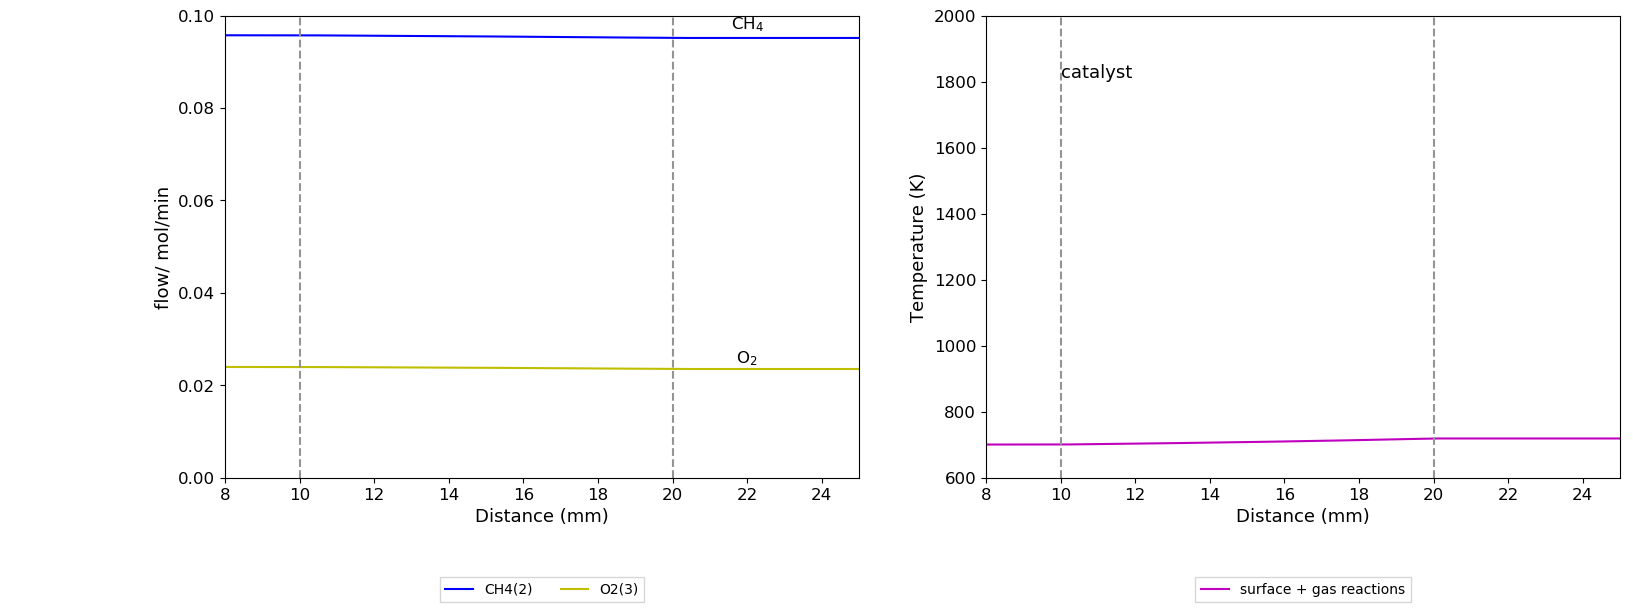 0.10
0.08
0.06
0.04
0.02
0.00
flow/ mol/min
CH₄
O₂
8 10 12 14 16 18 20 22 24
Distance (mm)
CH4(2) O2(3)
2000
1800
1600
1400
1200
1000
800
600
Temperature (K)
catalyst
8 10 12 14 16 18 20 22 24
Distance (mm)
surface + gas reactions